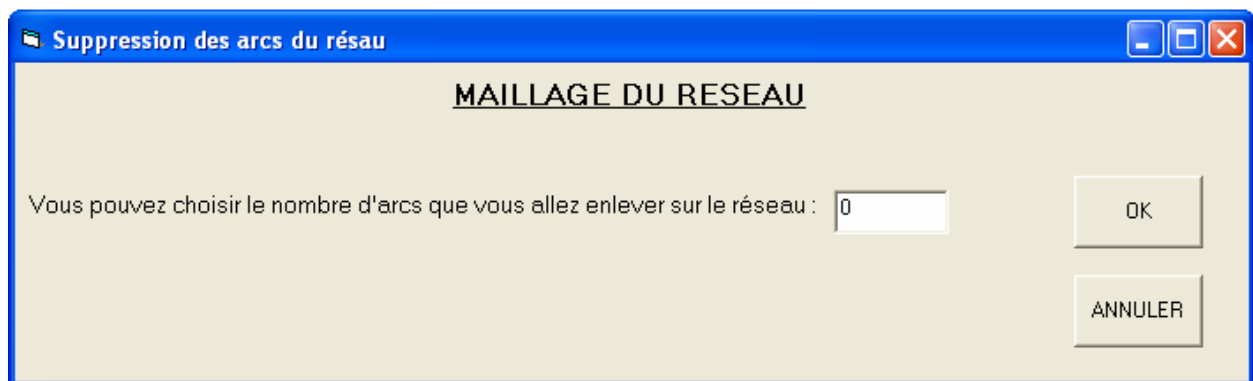 Suppression des arcs du résau
MAILLAGE DU RESEAU
Vous pouvez choisir le nombre d'arcs que vous allez enlever sur le réseau : 0
OK
ANNULER